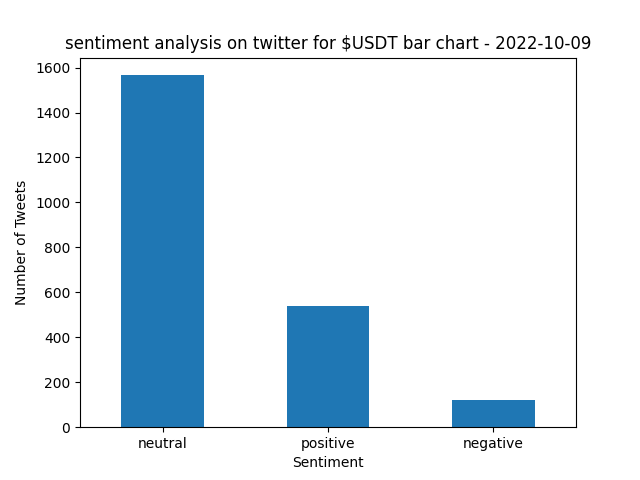 sentiment analysis on twitter for $USDT bar chart - 2022-10-09
1600
1400
1200
1000
800
600
400
200
0
Number of Tweets
neutral positive negative
Sentiment